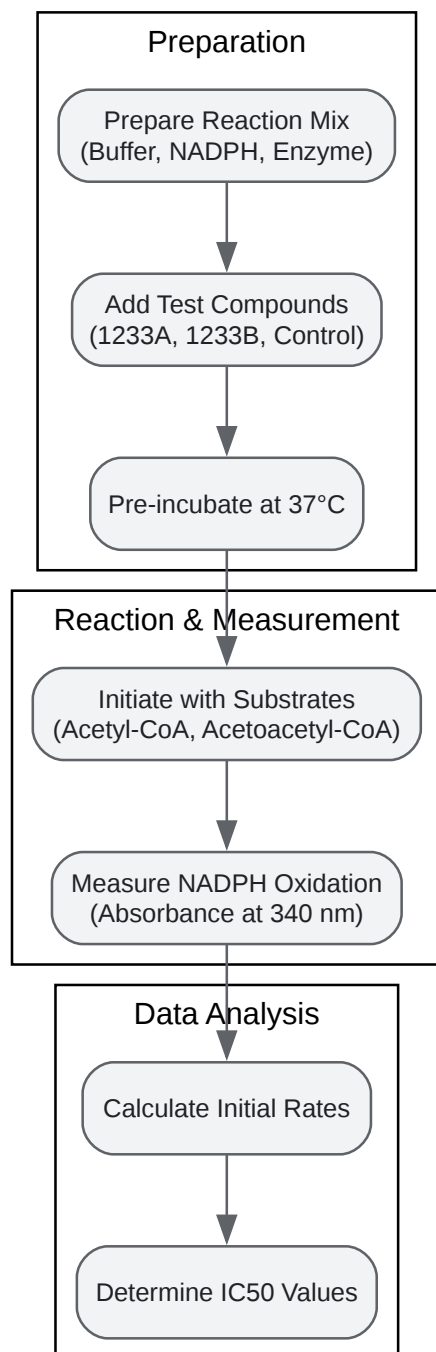 Preparation
Prepare Reaction Mix
(Buffer, NADPH, Enzyme)
Add Test Compounds
(1233A, 1233B, Control)
Pre-incubate at 37°C
Reaction & Measurement
Initiate with Substrates
(Acetyl-CoA, Acetoacetyl-CoA)
Measure NADPH Oxidation
(Absorbance at 340 nm)
Data Analysis
Calculate Initial Rates
Determine IC50 Values